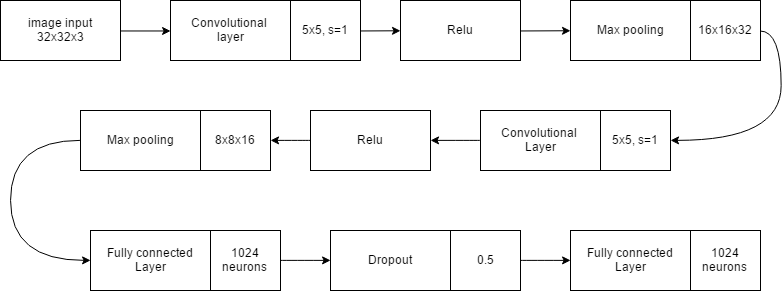 image input
32x32x3
Convolutional
layer
5x5, s=1
Relu
Max pooling
16x16x32
Max pooling
8x8x16
Relu
Convolutional
Layer
5x5, s=1
Fully connected
Layer
1024
neurons
Dropout
0.5
Fully connected
Layer
1024
neurons